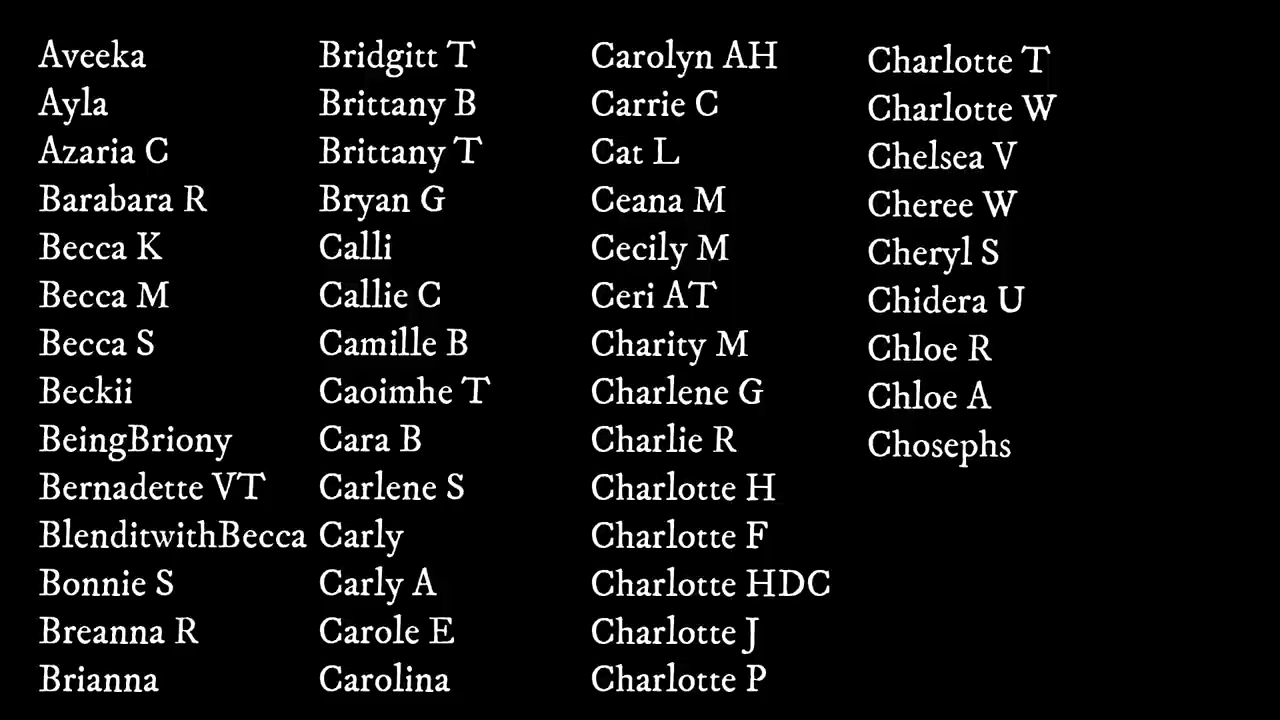 Aveeka
Ayla
Azaria C
Barabara R
Becca K
Becca M
Becca S
Beckii
BeingBriony
Bernadette VT
BlenditwithBecca
Bonnie S
Breanna R
Brianna
Bridgitt T
Brittany B
Brittany T
Bryan G
Calli
Callie C
Camille B
Caoimhe T
Cara B
Carlene S
Carly
Carly A
Carole E
Carolina
Carolyn AH
Carrie C
Cat L
Ceana M
Cecily M
Ceri AT
Charity M
Charlene G
Charlie R
Charlotte H
Charlotte F
Charlotte HDC
Charlotte J
Charlotte P
Charlotte T
Charlotte W
Chelsea V
Cheree W
Cheryl S
Chidera U
Chloe R
Chloe A
Chosephs